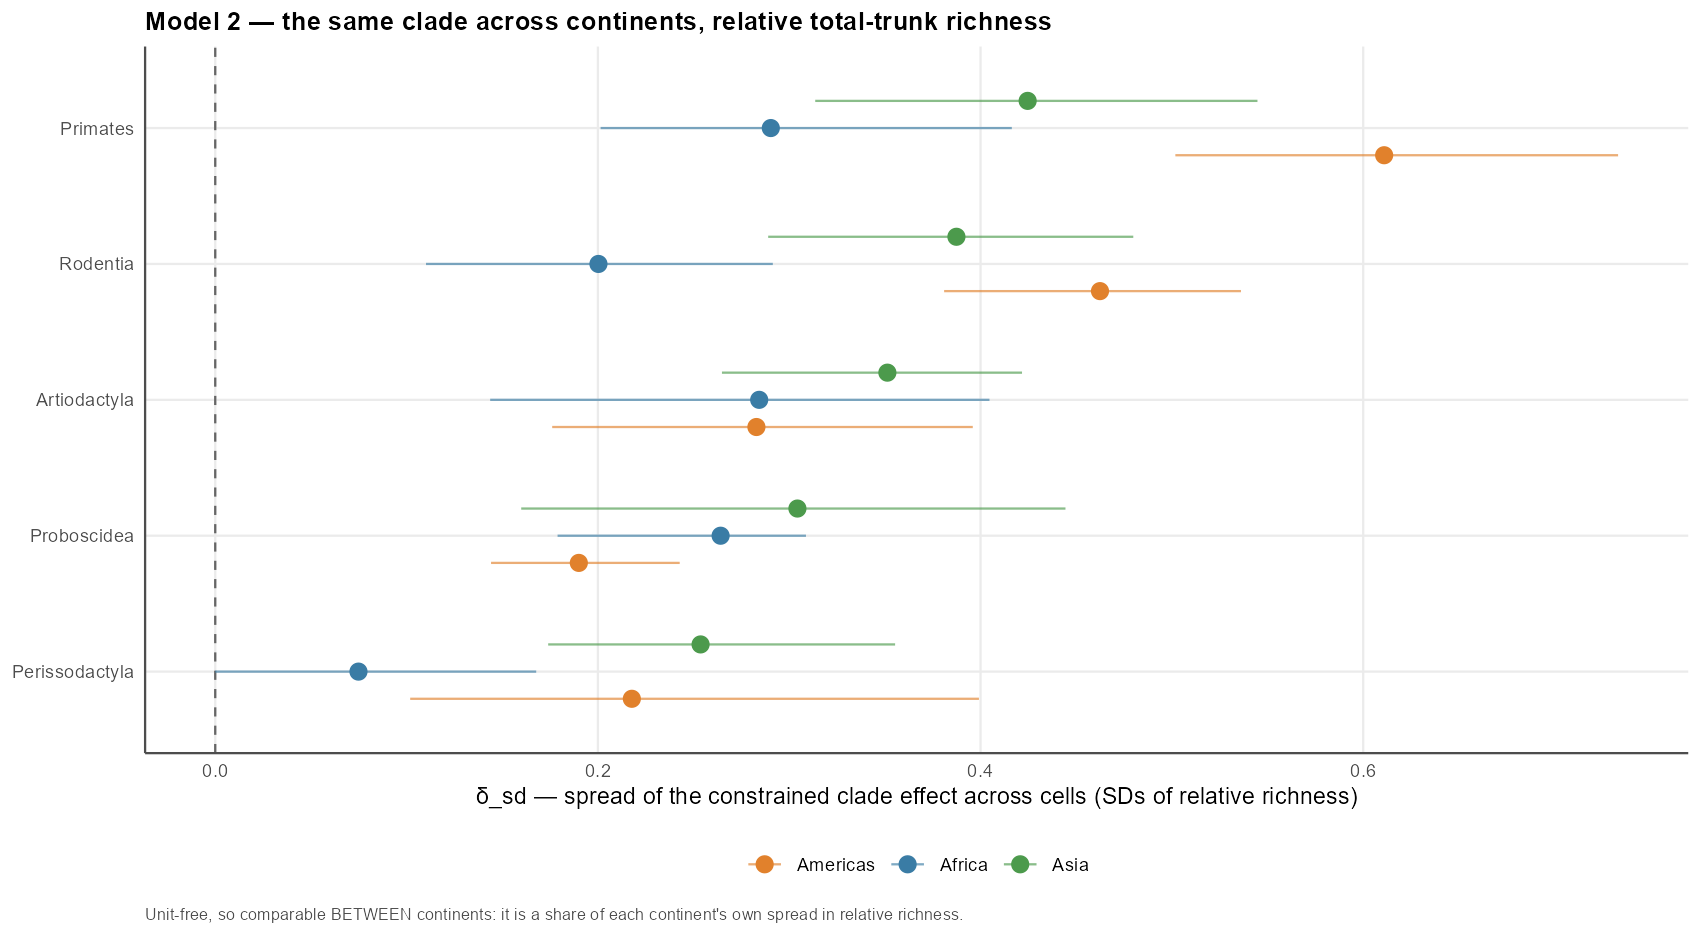 Model 2 — the same clade across continents, relative total-trunk richness
Primates
Rodentia
Artiodactyla
Proboscidea
Perissodactyla
0.0 0.2 0.4 0.6
δ_sd — spread of the constrained clade effect across cells (SDs of relative richness)
Americas Africa Asia
Unit-free, so comparable BETWEEN continents: it is a share of each continent's own spread in relative richness.